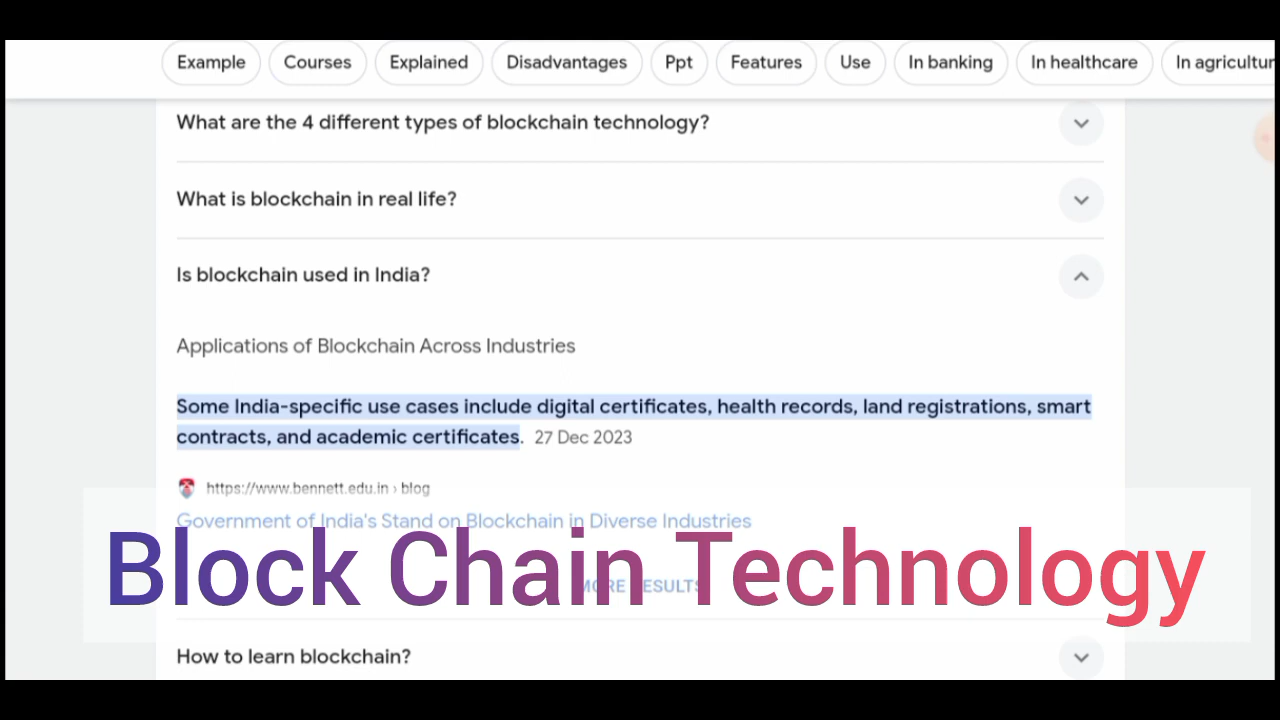 Example Courses Explained Disadvantages Ppt Features Use In banking In healthcare In agricultur
What are the 4 different types of blockchain technology?
What is blockchain in real life?
Is blockchain used in India?
Applications of Blockchain Across Industries
Some India-specific use cases include digital certificates, health records, land registrations, smart
contracts, and academic certificates. 27 Dec 2023
https://www.bennett.edu.in › blog
Government of India's Stand on Blockchain in Diverse Industries
Block Chain Technology
MORE RESULTS
How to learn blockchain?